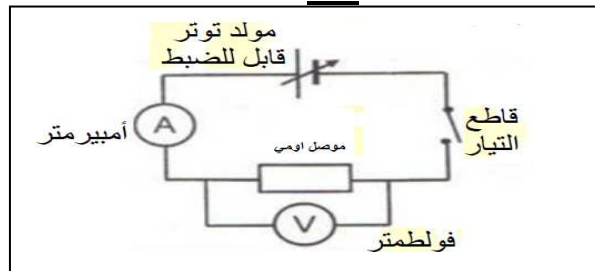 مولد توتر
قابل للضبط
قاطع
التيار
أمبيرمتر
A
موصل اومي
V
فولطمتر